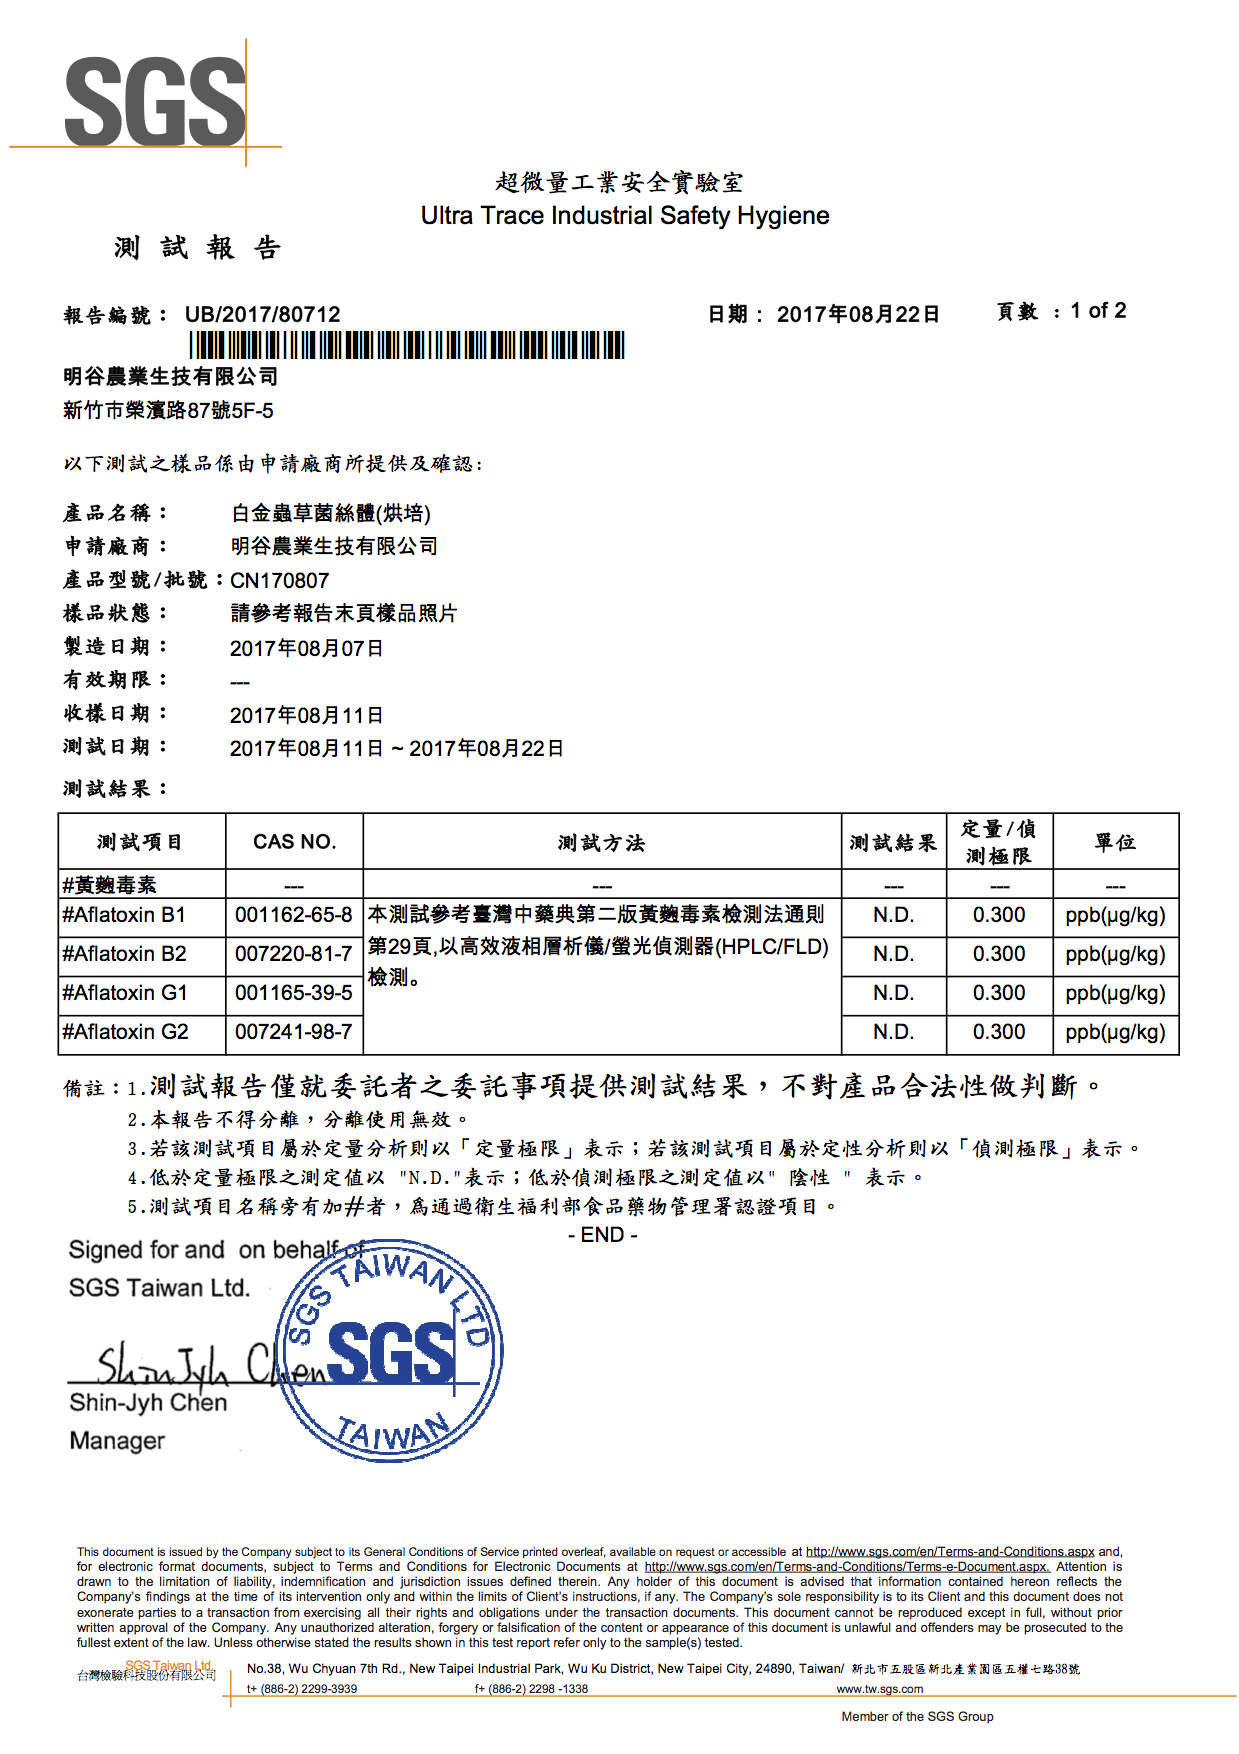 SGS
超微量工業安全實驗室
Ultra Trace Industrial Safety Hygiene
測 試 報 告
報告編號： UB/2017/80712 日期： 2017年08月22日 頁數 ：1 of 2
明谷農業生技有限公司
新竹市榮濱路87號5F-5
以下測試之樣品係由申請廠商所提供及確認:
產品名稱： 白金蟲草菌絲體(烘培)
申請廠商： 明谷農業生技有限公司
產品型號/批號：CN170807
樣品狀態： 請參考報告末頁樣品照片
製造日期： 2017年08月07日
有效期限： ---
收樣日期： 2017年08月11日
測試日期： 2017年08月11日 ~ 2017年08月22日
測試結果：
測試項目 CAS NO. 測試方法 測試結果 定量/偵測極限 單位
#黃麴毒素 --- --- --- --- ---
#Aflatoxin B1 001162-65-8 本測試參考臺灣中藥典第二版黃麴毒素檢測法通則 N.D. 0.300 ppb(µg/kg)
#Aflatoxin B2 007220-81-7 第29頁,以高效液相層析儀/螢光偵測器(HPLC/FLD) N.D. 0.300 ppb(µg/kg)
#Aflatoxin G1 001165-39-5 檢測。 N.D. 0.300 ppb(µg/kg)
#Aflatoxin G2 007241-98-7 N.D. 0.300 ppb(µg/kg)
備註：1.測試報告僅就委託者之委託事項提供測試結果，不對產品合法性做判斷。
2.本報告不得分離，分離使用無效。
3.若該測試項目屬於定量分析則以「定量極限」表示；若該測試項目屬於定性分析則以「偵測極限」表示。
4.低於定量極限之測定值以 "N.D."表示；低於偵測極限之測定值以" 陰性 " 表示。
5.測試項目名稱旁有加#者，為通過衛生福利部食品藥物管理署認證項目。
- END -
Signed for and on behalf of
SGS Taiwan Ltd.
Shin Jyh Chen
Shin-Jyh Chen
Manager
SGS TAIWAN LTD
SGS
TAIWAN
This document is issued by the Company subject to its General Conditions of Service printed overleaf, available on request or accessible at http://www.sgs.com/en/Terms-and-Conditions.aspx and,
for electronic format documents, subject to Terms and Conditions for Electronic Documents at http://www.sgs.com/en/Terms-and-Conditions/Terms-e-Document.aspx. Attention is
drawn to the limitation of liability, indemnification and jurisdiction issues defined therein. Any holder of this document is advised that information contained hereon reflects the
Company's findings at the time of its intervention only and within the limits of Client's instructions, if any. The Company's sole responsibility is to its Client and this document does not
exonerate parties to a transaction from exercising all their rights and obligations under the transaction documents. This document cannot be reproduced except in full, without prior
written approval of the Company. Any unauthorized alteration, forgery or falsification of the content or appearance of this document is unlawful and offenders may be prosecuted to the
fullest extent of the law. Unless otherwise stated the results shown in this test report refer only to the sample(s) tested.
SGS Taiwan Ltd.
台灣檢驗科技股份有限公司
No.38, Wu Chyuan 7th Rd., New Taipei Industrial Park, Wu Ku District, New Taipei City, 24890, Taiwan/ 新北市五股區新北產業園區五權七路38號
t+ (886-2) 2299-3939 f+ (886-2) 2298 -1338 www.tw.sgs.com
Member of the SGS Group